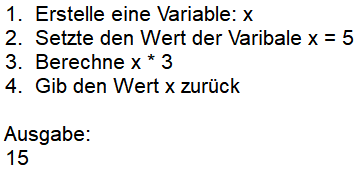 1. Erstelle eine Variable: x
2. Setzte den Wert der Varibale x = 5
3. Berechne x * 3
4. Gib den Wert x zurück
Ausgabe:
15